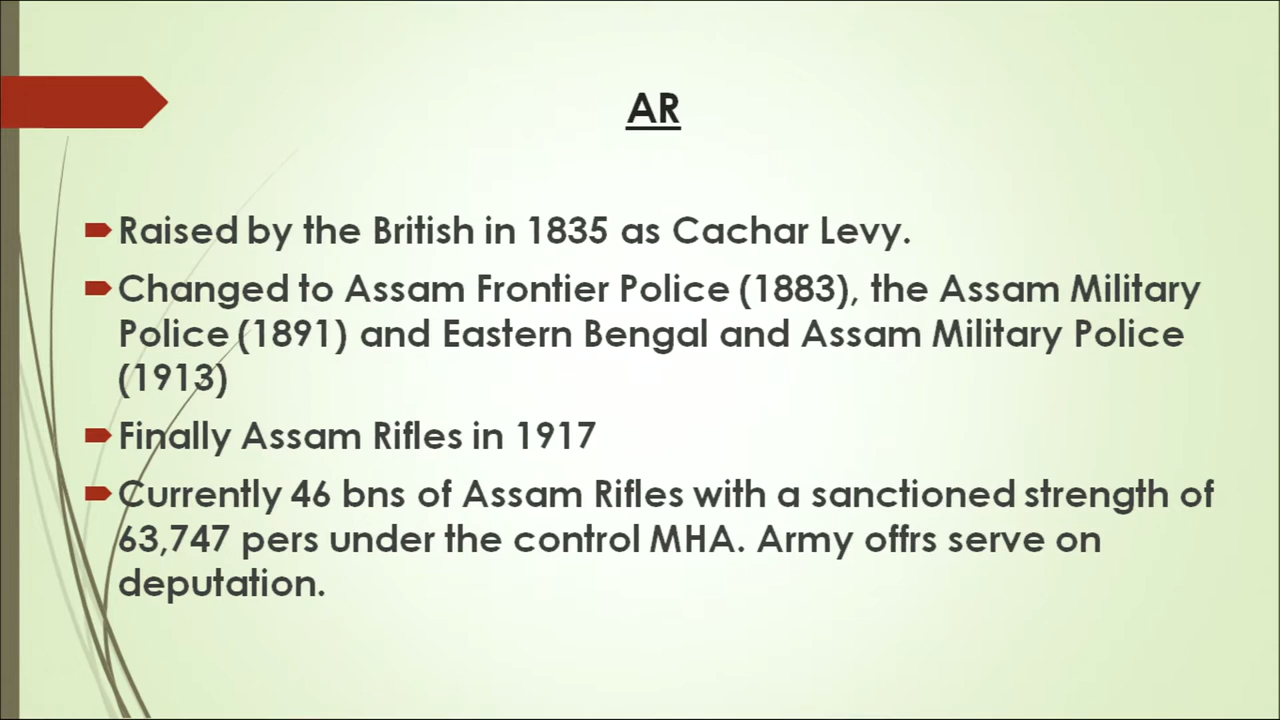 AR
Raised by the British in 1835 as Cachar Levy.
Changed to Assam Frontier Police (1883), the Assam Military
Police (1891) and Eastern Bengal and Assam Military Police
(1913)
Finally Assam Rifles in 1917
Currently 46 bns of Assam Rifles with a sanctioned strength of
63,747 pers under the control MHA. Army offrs serve on
deputation.